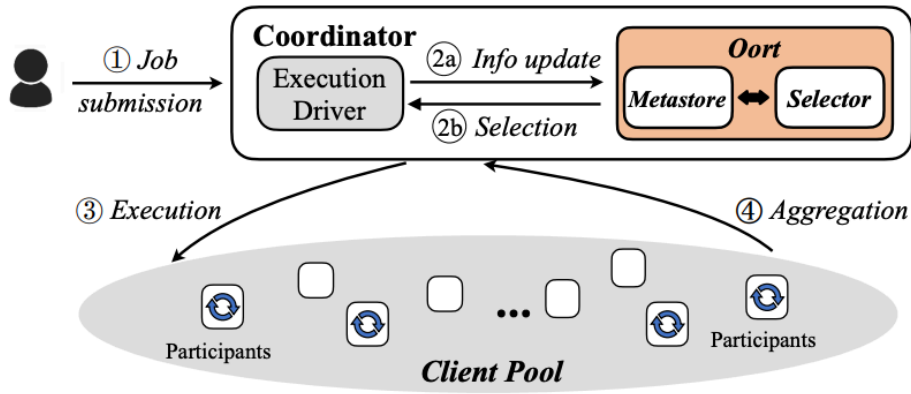 Coordinator
① Job
submission
Execution
Driver
2a Info update
2b Selection
Oort
Metastore
Selector
③ Execution
④ Aggregation
...
Participants
Participants
Client Pool